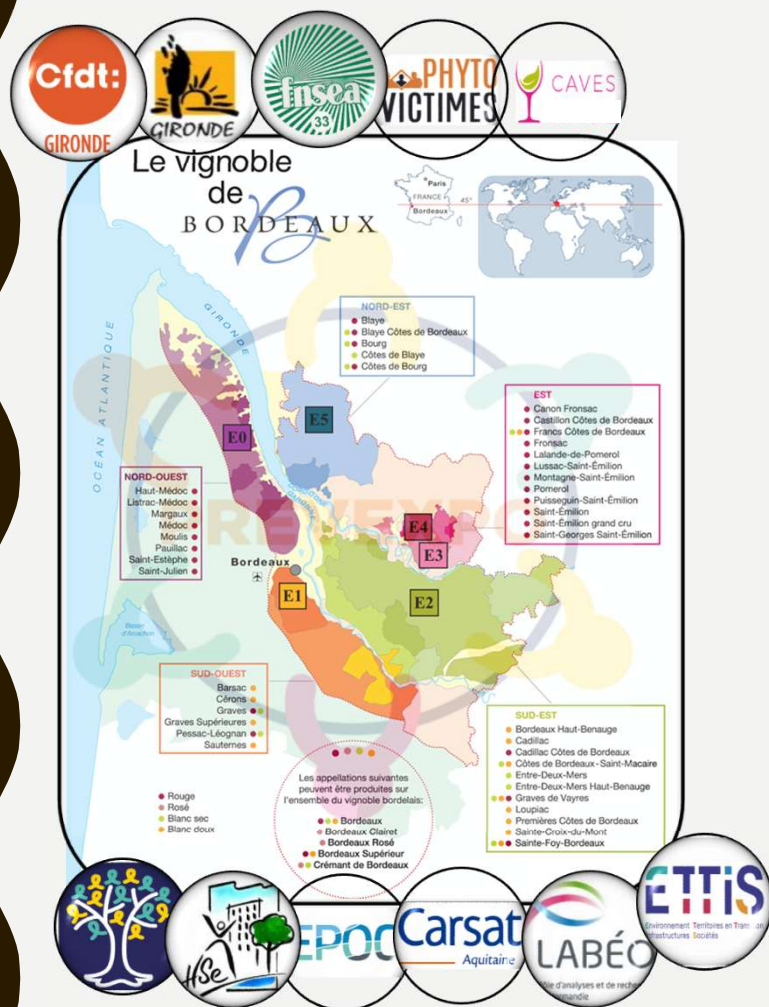 Cfdt:
GIRONDE
GIRONDE
fnsea
33
PHYTO
VICTIMES
CAVES
Le vignoble
de
BORDEAUX
Paris
FRANCE
Bordeaux
45°
OCÉAN ATLANTIQUE
GIRONDE
NORD-EST
Blaye
Blaye Côtes de Bordeaux
Bourg
Côtes de Blaye
Côtes de Bourg
E5
E0
EST
Canon Fronsac
Castillon Côtes de Bordeaux
Francs Côtes de Bordeaux
Fronsac
Lalande-de-Pomerol
Lussac-Saint-Émilion
Montagne-Saint-Émilion
Pomerol
Puisseguin-Saint-Émilion
Saint-Émilion
Saint-Émilion grand cru
Saint-Georges Saint-Émilion
NORD-OUEST
Haut-Médoc
Listrac-Médoc
Margaux
Médoc
Moulis
Pauillac
Saint-Estèphe
Saint-Julien
E4
E3
Bordeaux
E1
E2
Bassin
d'Arcachon
SUD-OUEST
Barsac
Cérons
Graves
Graves Supérieures
Pessac-Léognan
Sauternes
SUD-EST
Bordeaux Haut-Benauge
Cadillac
Cadillac Côtes de Bordeaux
Côtes de Bordeaux-Saint-Macaire
Entre-Deux-Mers
Entre-Deux-Mers Haut-Benauge
Graves de Vayres
Loupiac
Premières Côtes de Bordeaux
Sainte-Croix-du-Mont
Sainte-Foy-Bordeaux
Rouge
Rosé
Blanc sec
Blanc doux
Les appellations suivantes
peuvent être produites sur
l'ensemble du vignoble bordelais:
Bordeaux
Bordeaux Clairet
Bordeaux Rosé
Bordeaux Supérieur
Crémant de Bordeaux
HSe
EPOC
Carsat
Aquitaine
LABÉO
d'analyses et de
ETTiS
Environnement Territoires en
Infrastructures Sociétés